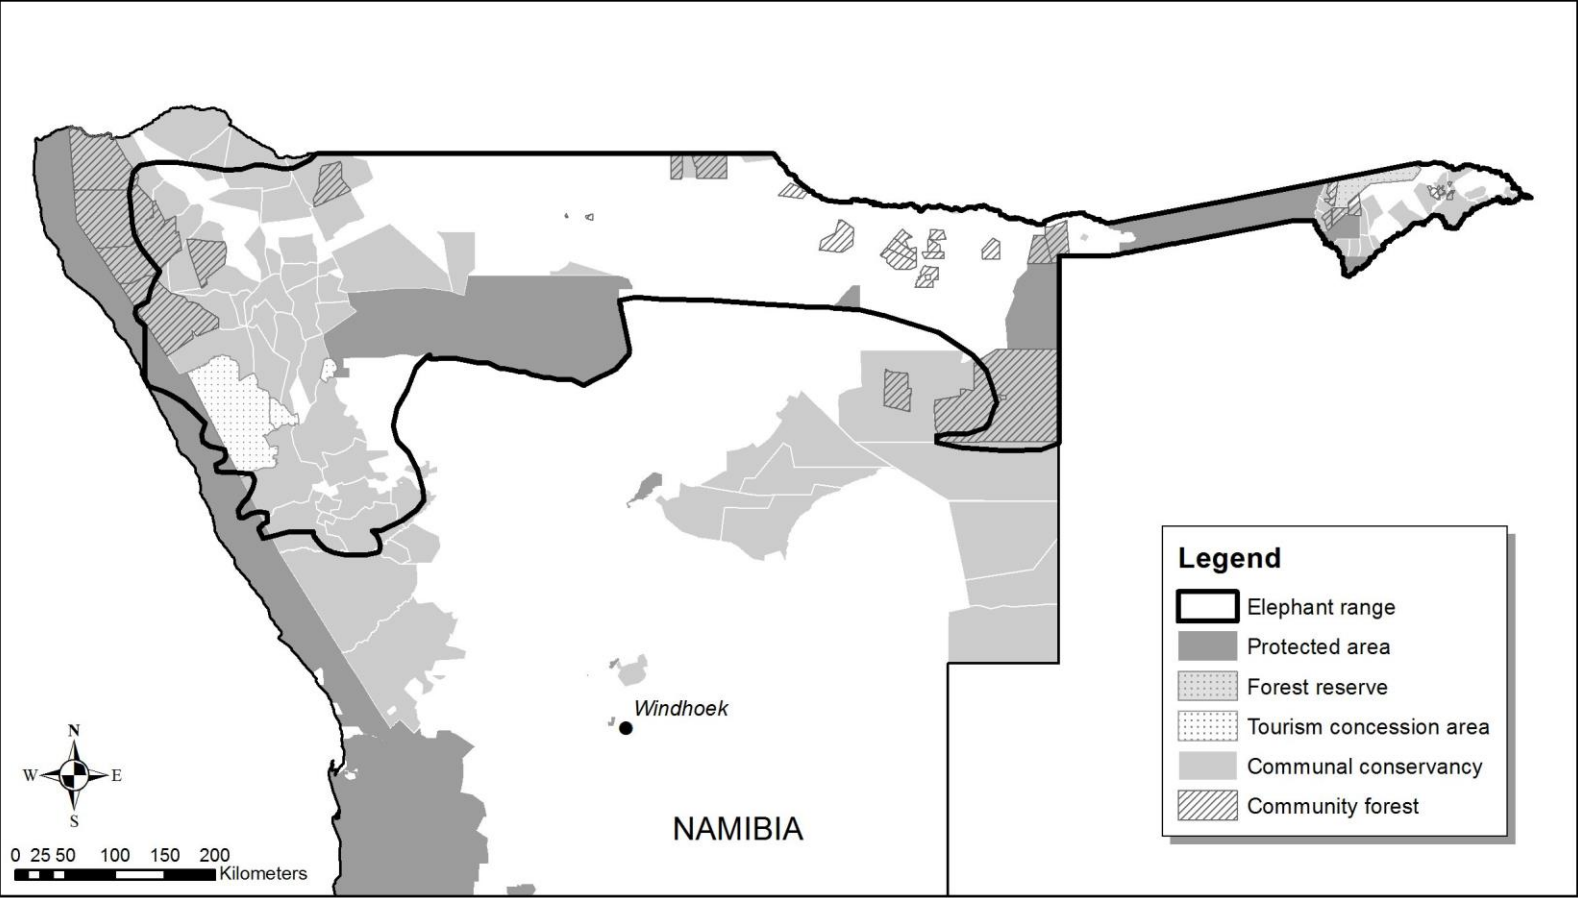 Legend
Elephant range
Protected area
Forest reserve
Tourism concession area
Communal conservancy
Community forest
Windhoek
N
W E
S
NAMIBIA
0 25 50 100 150 200
Kilometers